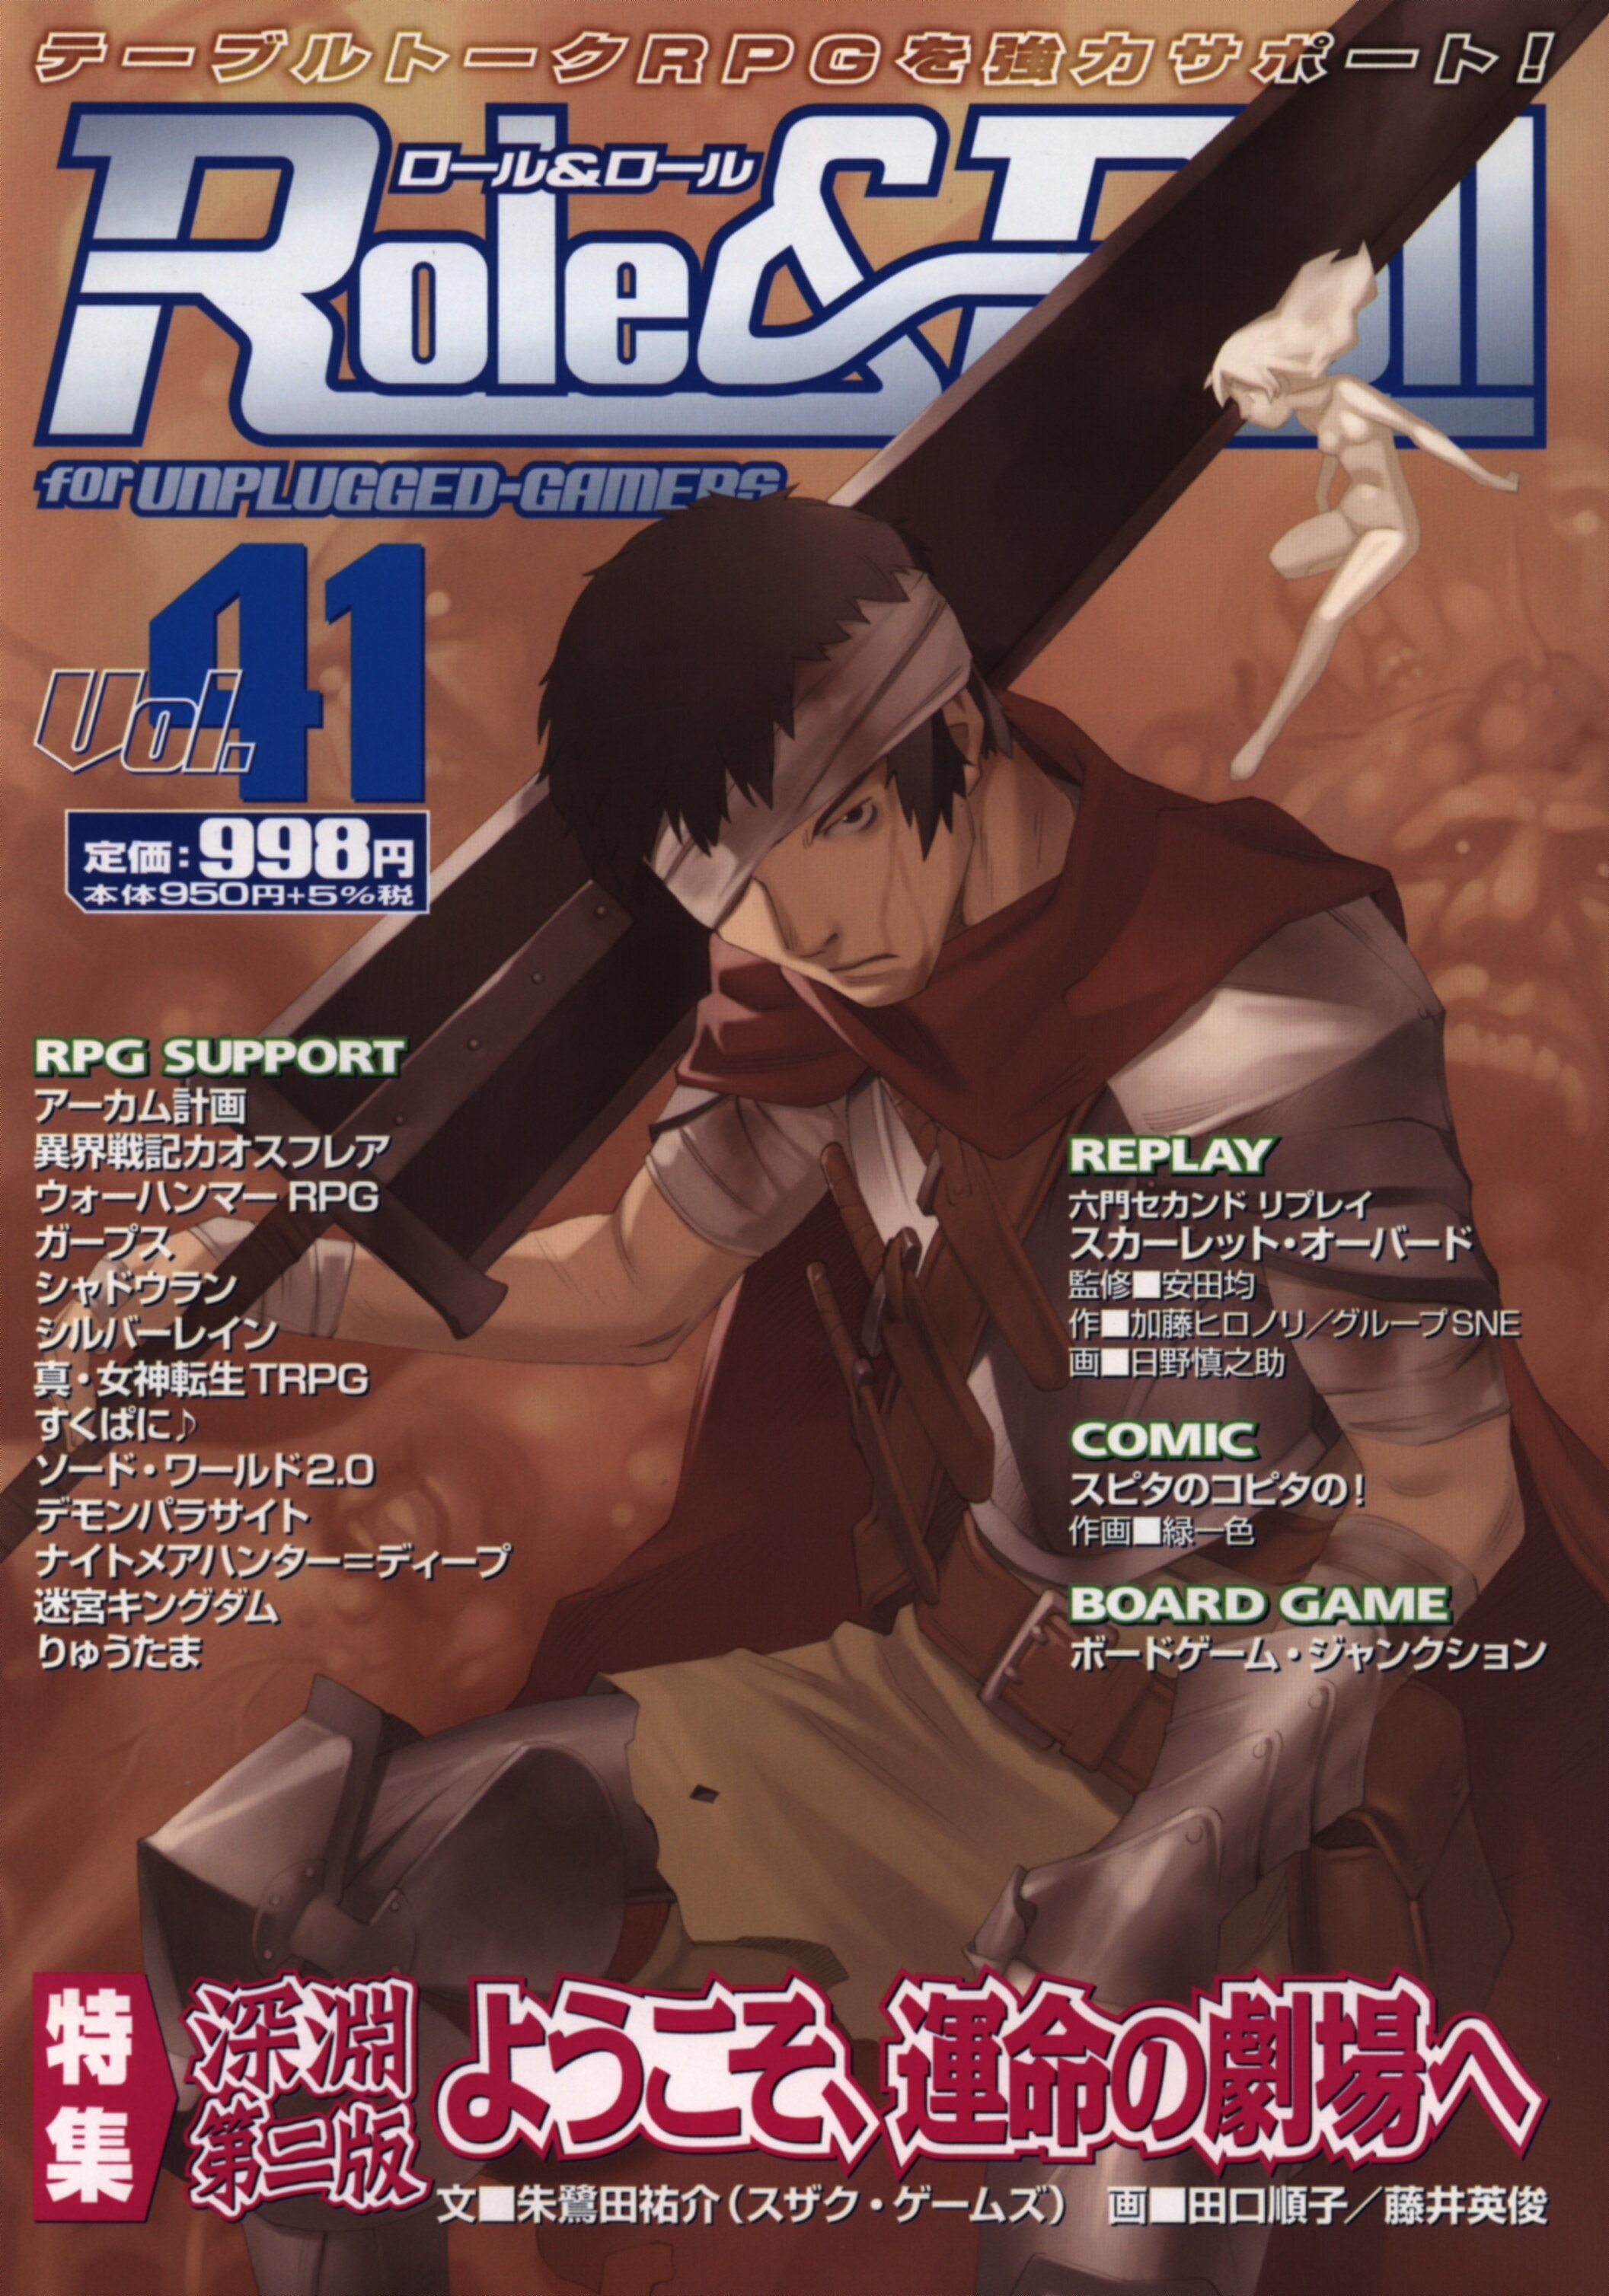 テーブルトークRPGを強力サポート!
ロール&ロール
Role&Roll
for UNPLUGGED-GAMERS
Vol.41
定価:998円
本体950円+5%税
RPG SUPPORT
アーカム計画
異界戦記カオスフレア
ウォーハンマーRPG
ガープス
シャドウラン
シルバーレイン
真・女神転生TRPG
すくぱに♪
ソード・ワールド2.0
デモンパラサイト
ナイトメアハンター=ディープ
迷宮キングダム
りゅうたま
REPLAY
六門セカンド リプレイ
スカーレット・オーバード
監修■安田均
作■加藤ヒロノリ/グループSNE
画■日野慎之助
COMIC
スピタのコピタの!
作画■緑一色
BOARD GAME
ボードゲーム・ジャンクション
特集
深淵
第二版
ようこそ、運命の劇場へ
文■朱鷺田祐介(スザク・ゲームズ) 画■田口順子/藤井英俊